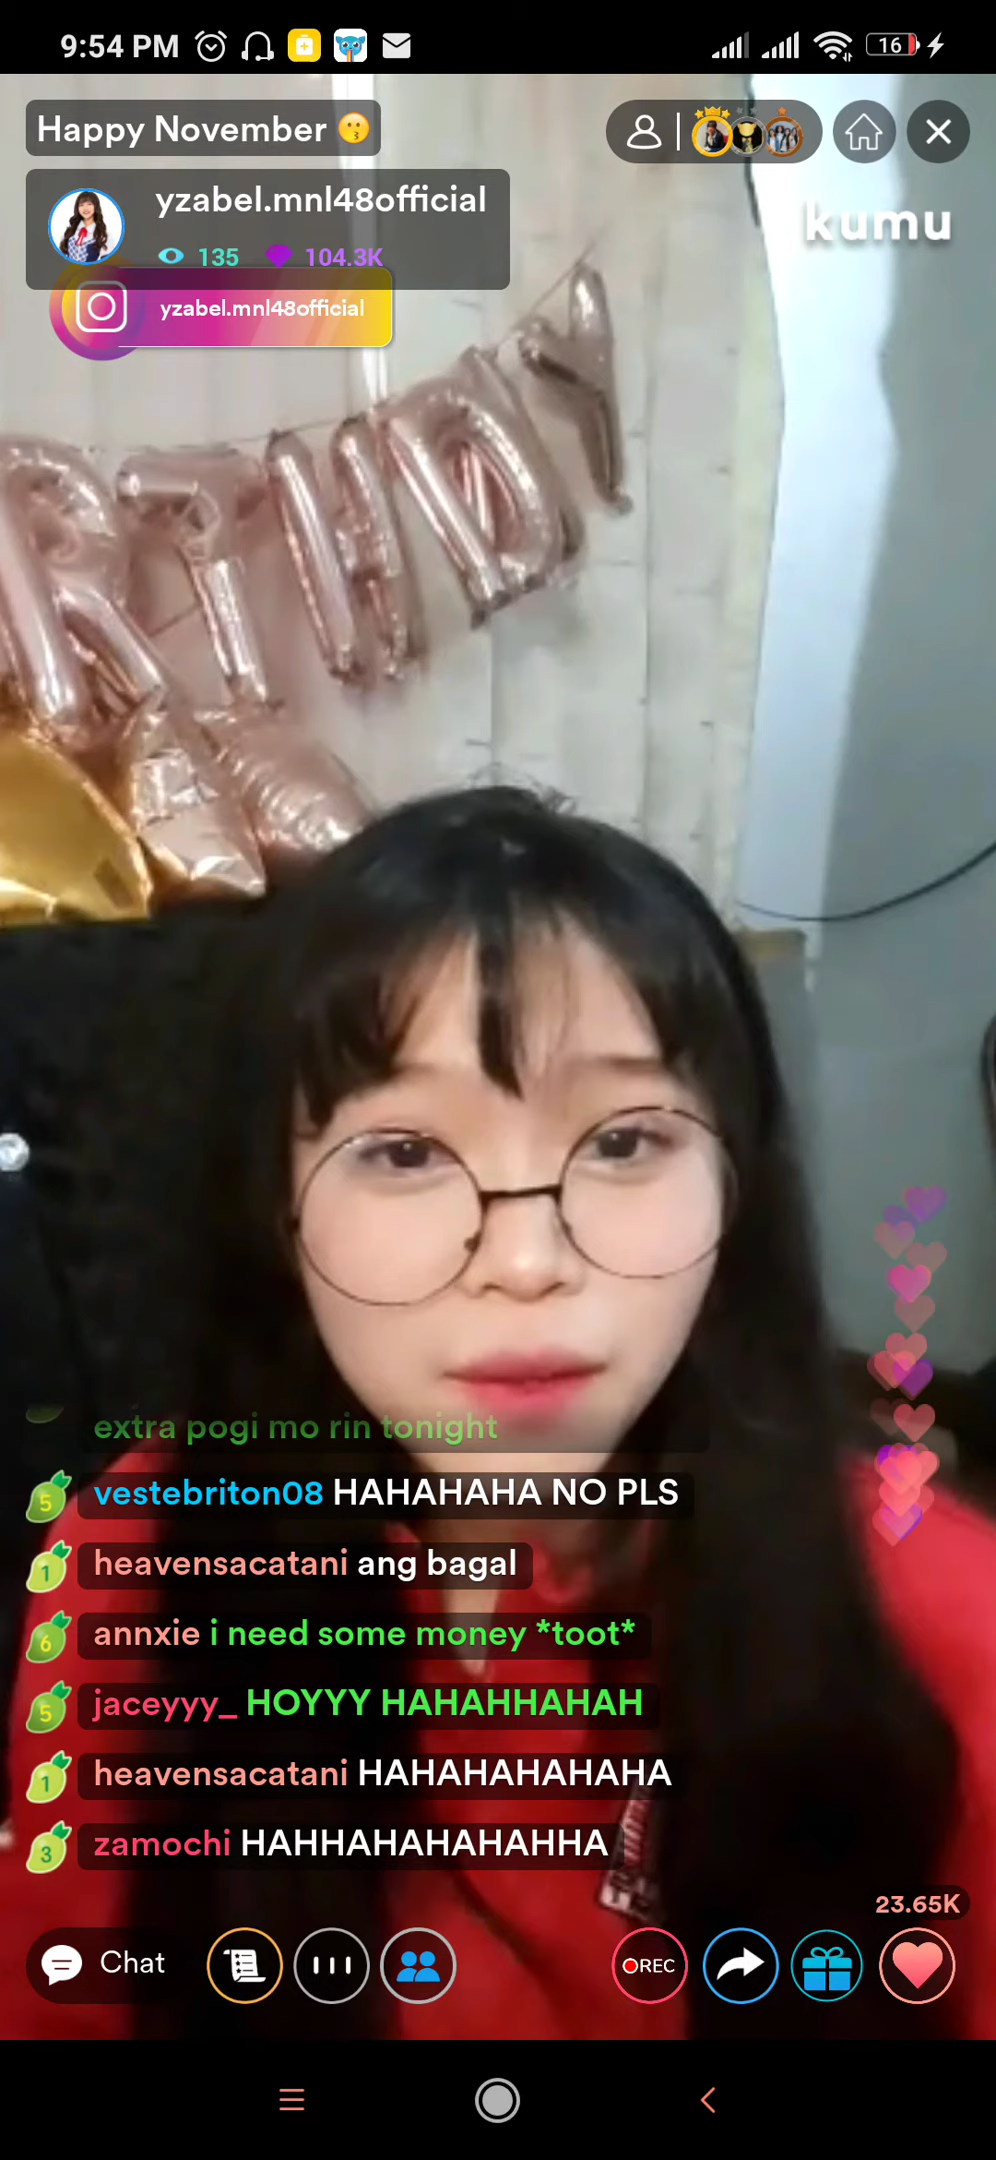 9:54 PM
16
Happy November
yzabel.mnl48official
135 104.3K
kumu
yzabel.mnl48official
RTHDY
extra pogi mo rin tonight
5 vestebriton08 HAHAHAHA NO PLS
1 heavensacatani ang bagal
6 annxie i need some money *toot*
5 jaceyyy_ HOYYY HAHAHHAHAH
1 heavensacatani HAHAHAHAHAHA
3 zamochi HAHHAHAHAHAHHA
23.65K
Chat
REC